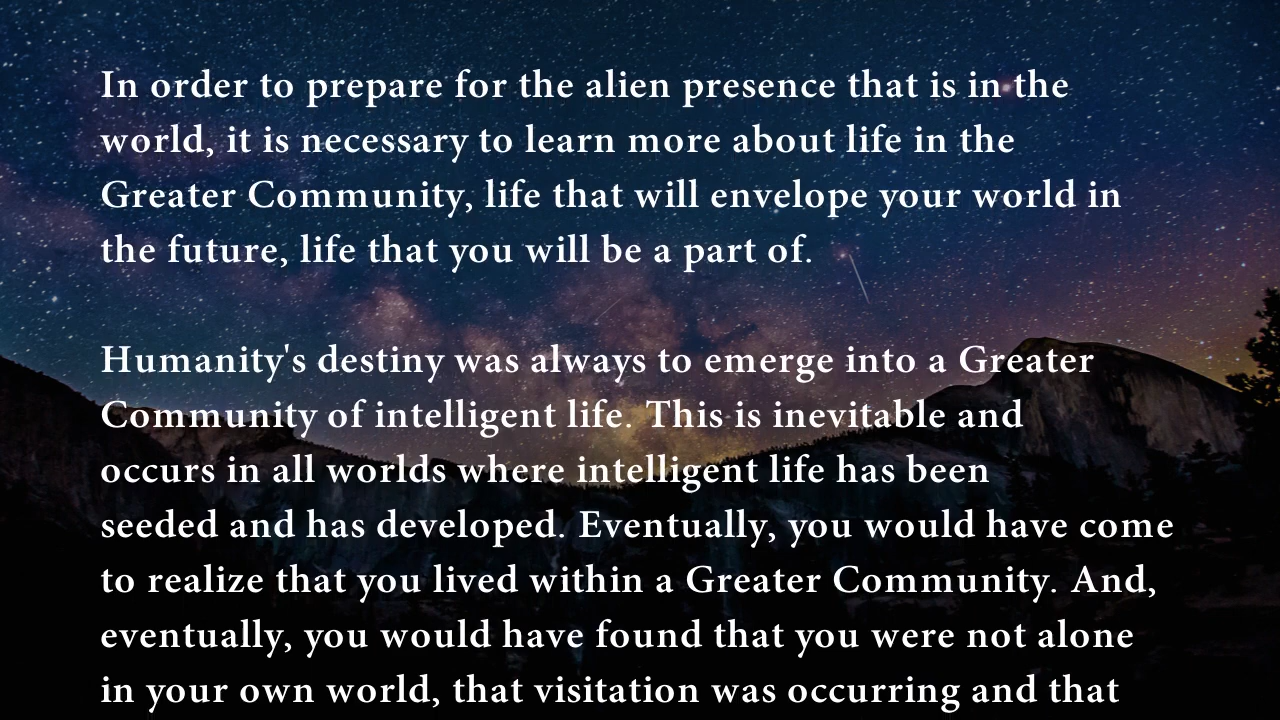 In order to prepare for the alien presence that is in the
world, it is necessary to learn more about life in the
Greater Community, life that will envelope your world in
the future, life that you will be a part of.
Humanity's destiny was always to emerge into a Greater
Community of intelligent life. This is inevitable and
occurs in all worlds where intelligent life has been
seeded and has developed. Eventually, you would have come
to realize that you lived within a Greater Community. And,
eventually, you would have found that you were not alone
in your own world, that visitation was occurring and that